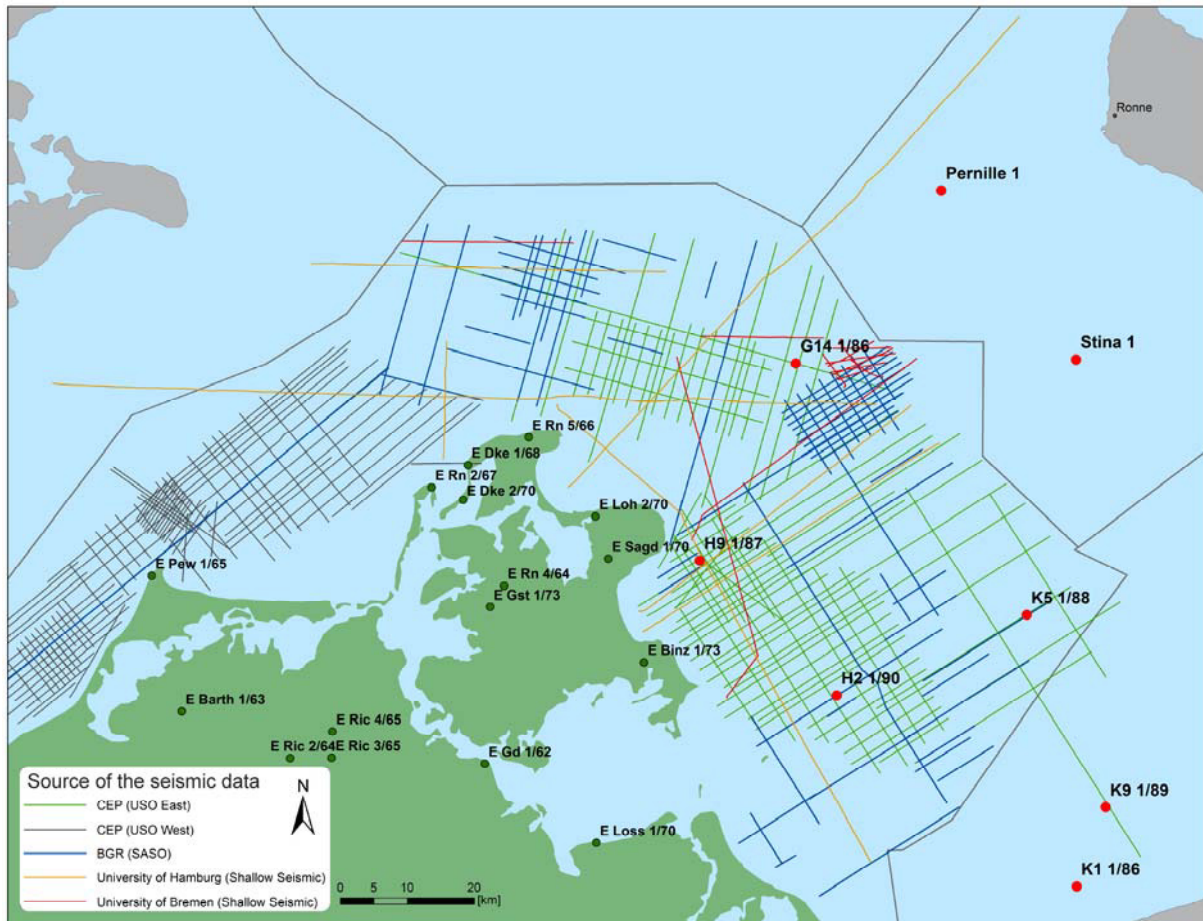 Ronne
Pernille 1
Stina 1
G14 1/86
E Rn 5/66
E Dke 1/68
E Rn 2/67
E Dke 2/70
E Loh 2/70
E Sagd 1/70
H9 1/87
E Pew 1/65
E Rn 4/64
E Gst 1/73
K5 1/88
E Binz 1/73
H2 1/90
E Barth 1/63
E Ric 4/65
E Ric 2/64
E Ric 3/65
E Gd 1/62
K9 1/89
E Loss 1/70
K1 1/86
Source of the seismic data
N
CEP (USO East)
CEP (USO West)
BGR (SASO)
University of Hamburg (Shallow Seismic)
University of Bremen (Shallow Seismic)
0 5 10 20
[km]